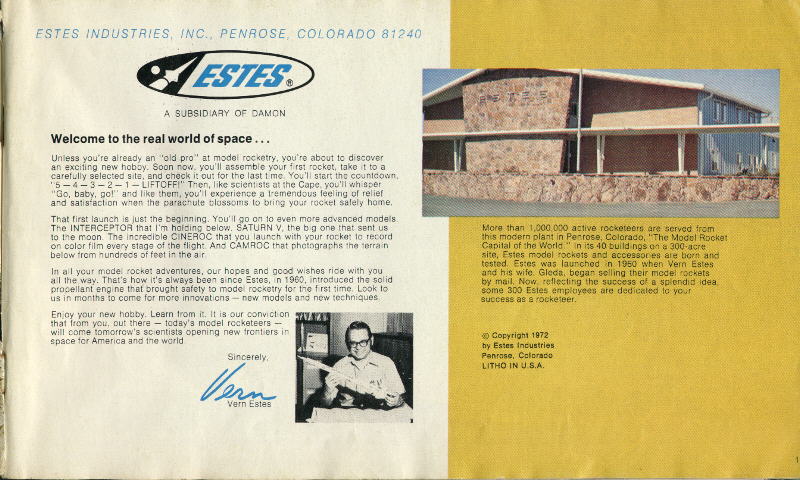 ESTES INDUSTRIES, INC., PENROSE, COLORADO 81240
ESTES®
A SUBSIDIARY OF DAMON
Welcome to the real world of space . . .
Unless you're already an "old pro" at model rocketry, you're about to discover
an exciting new hobby. Soon now, you'll assemble your first rocket, take it to a
carefully selected site, and check it out for the last time. You'll start the countdown,
"5 — 4 — 3 — 2 — 1 — LIFTOFF!" Then, like scientists at the Cape, you'll whisper
"Go, baby, go!" and like them, you'll experience a tremendous feeling of relief
and satisfaction when the parachute blossoms to bring your rocket safely home.
That first launch is just the beginning. You'll go on to even more advanced models.
The INTERCEPTOR that I'm holding below. SATURN V, the big one that sent us
to the moon. The incredible CINEROC that you launch with your rocket to record
on color film every stage of the flight. And CAMROC that photographs the terrain
below from hundreds of feet in the air.
In all your model rocket adventures, our hopes and good wishes ride with you
all the way. That's how it's always been since Estes, in 1960, introduced the solid
propellant engine that brought safety to model rocketry for the first time. Look to
us in months to come for more innovations — new models and new techniques.
Enjoy your new hobby. Learn from it. It is our conviction
that from you, out there — today's model rocketeers —
will come tomorrow's scientists opening new frontiers in
space for America and the world.
Sincerely,
Vern
Vern Estes
ESTES
More than 1,000,000 active rocketeers are served from
this modern plant in Penrose, Colorado, "The Model Rocket
Capital of the World." In its 40 buildings on a 300-acre
site, Estes model rockets and accessories are born and
tested. Estes was launched in 1960 when Vern Estes
and his wife, Gleda, began selling their model rockets
by mail. Now, reflecting the success of a splendid idea,
some 300 Estes employees are dedicated to your
success as a rocketeer.
© Copyright 1972
by Estes Industries
Penrose, Colorado
LITHO IN U.S.A.
1